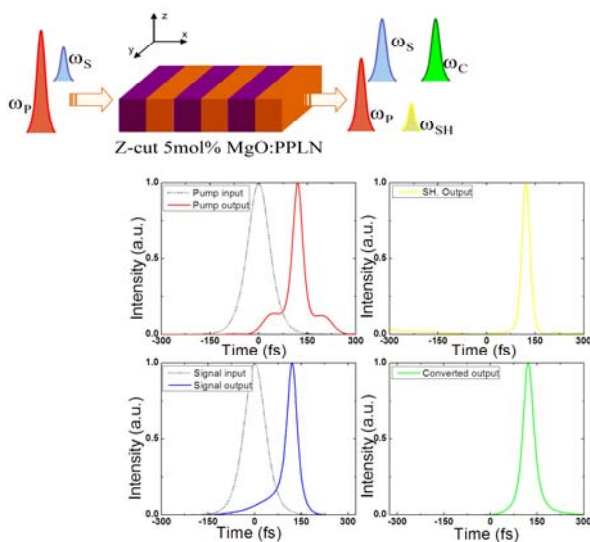 z
x
y
ωS
ωP
ωS
ωC
ωP
ωSH
Z-cut 5mol% MgO:PPLN
Intensity (a.u.)
1.0
0.5
0.0
Pump input
Pump output
-300 -150 0 150 300
Time (fs)
Intensity (a.u.)
1.0
0.5
0.0
SH. Output
-300 -150 0 150 300
Time (fs)
Intensity (a.u.)
1.0
0.5
0
Signal input
Signal output
-300 -150 0 150 300
Time (fs)
Intensity (a.u.)
1.0
0.5
0
Converted output
-300 -150 0 150 300
Time (fs)